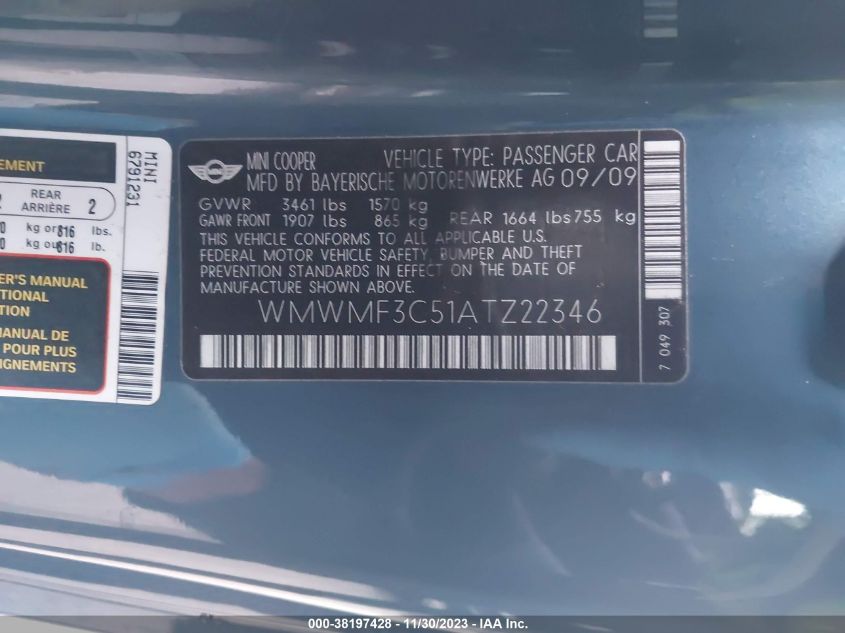 EMENT
REAR
ARRIÈRE 2
kg or 816 lbs.
kg ou 616 lb.
ER'S MANUAL
ITIONAL
TION
MANUAL DE
POUR PLUS
IGNEMENTS
MINI
6791231
MINI COOPER VEHICLE TYPE: PASSENGER CAR
MFD BY BAYERISCHE MOTORENWERKE AG 09/09
GVWR 3461 lbs 1570 kg
GAWR FRONT 1907 lbs 865 kg REAR 1664 lbs 755 kg
THIS VEHICLE CONFORMS TO ALL APPLICABLE U.S.
FEDERAL MOTOR VEHICLE SAFETY, BUMPER AND THEFT
PREVENTION STANDARDS IN EFFECT ON THE DATE OF
MANUFACTURE SHOWN ABOVE.
WMWMF3C51ATZ22346
7 049 307
000-38197428 - 11/30/2023 - IAA Inc.